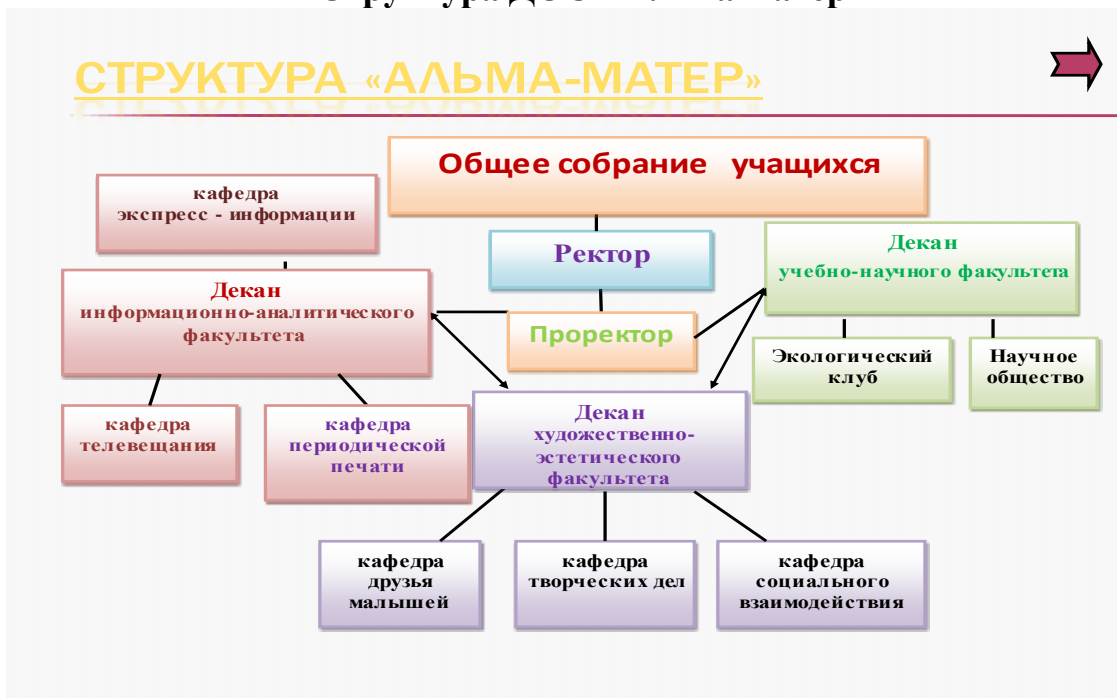 СТРУКТУРА «АЛЬМА-МАТЕР»
Общее собрание учащихся
кафедра
экспресс - информации
Ректор
Декан
учебно-научного факультета
Декан
информационно-аналитического
факультета
Проректор
Экологический
клуб
Научное
общество
кафедра
телевещания
кафедра
периодической
печати
Декан
художественно-
эстетического
факультета
кафедра
друзья
малышей
кафедра
творческих дел
кафедра
социального
взаимодействия